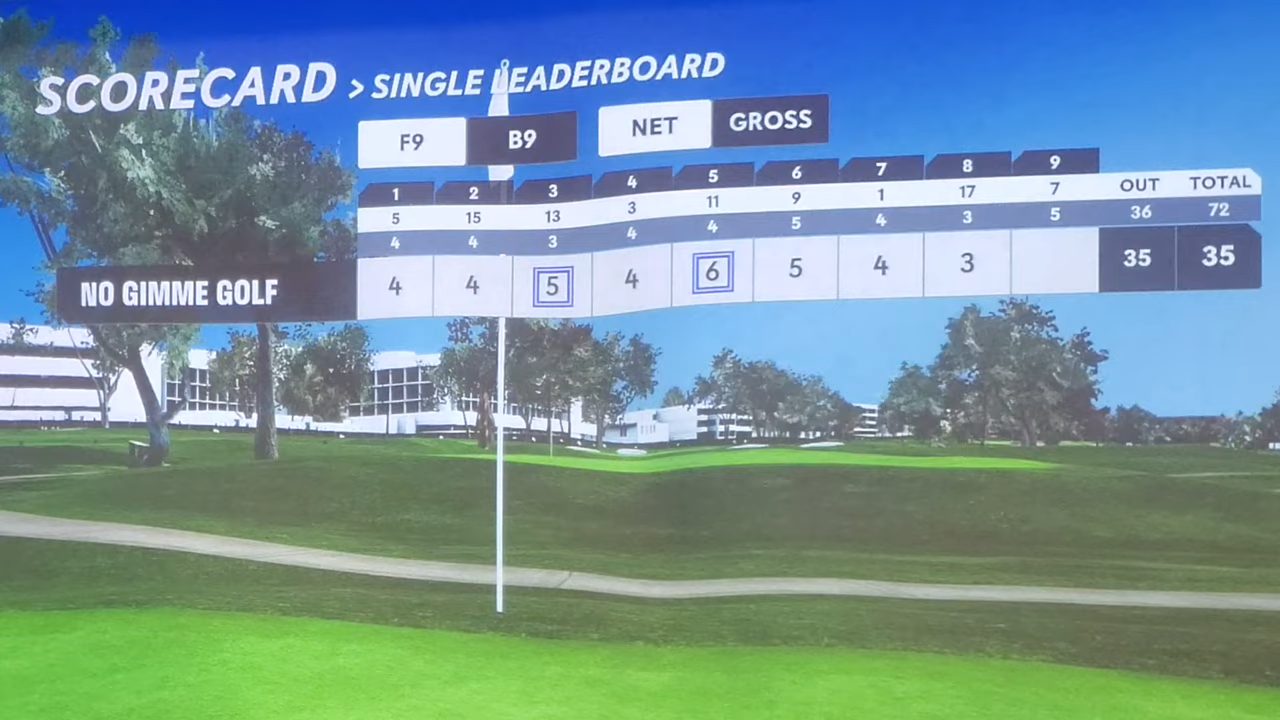 SCORECARD > SINGLE LEADERBOARD
F9 B9 NET GROSS
1 2 3 4 5 6 7 8 9
5 15 13 3 11 9 1 17 7 OUT TOTAL
4 4 3 4 4 5 4 3 5 36 72
NO GIMME GOLF 4 4 5 4 6 5 4 3 35 35